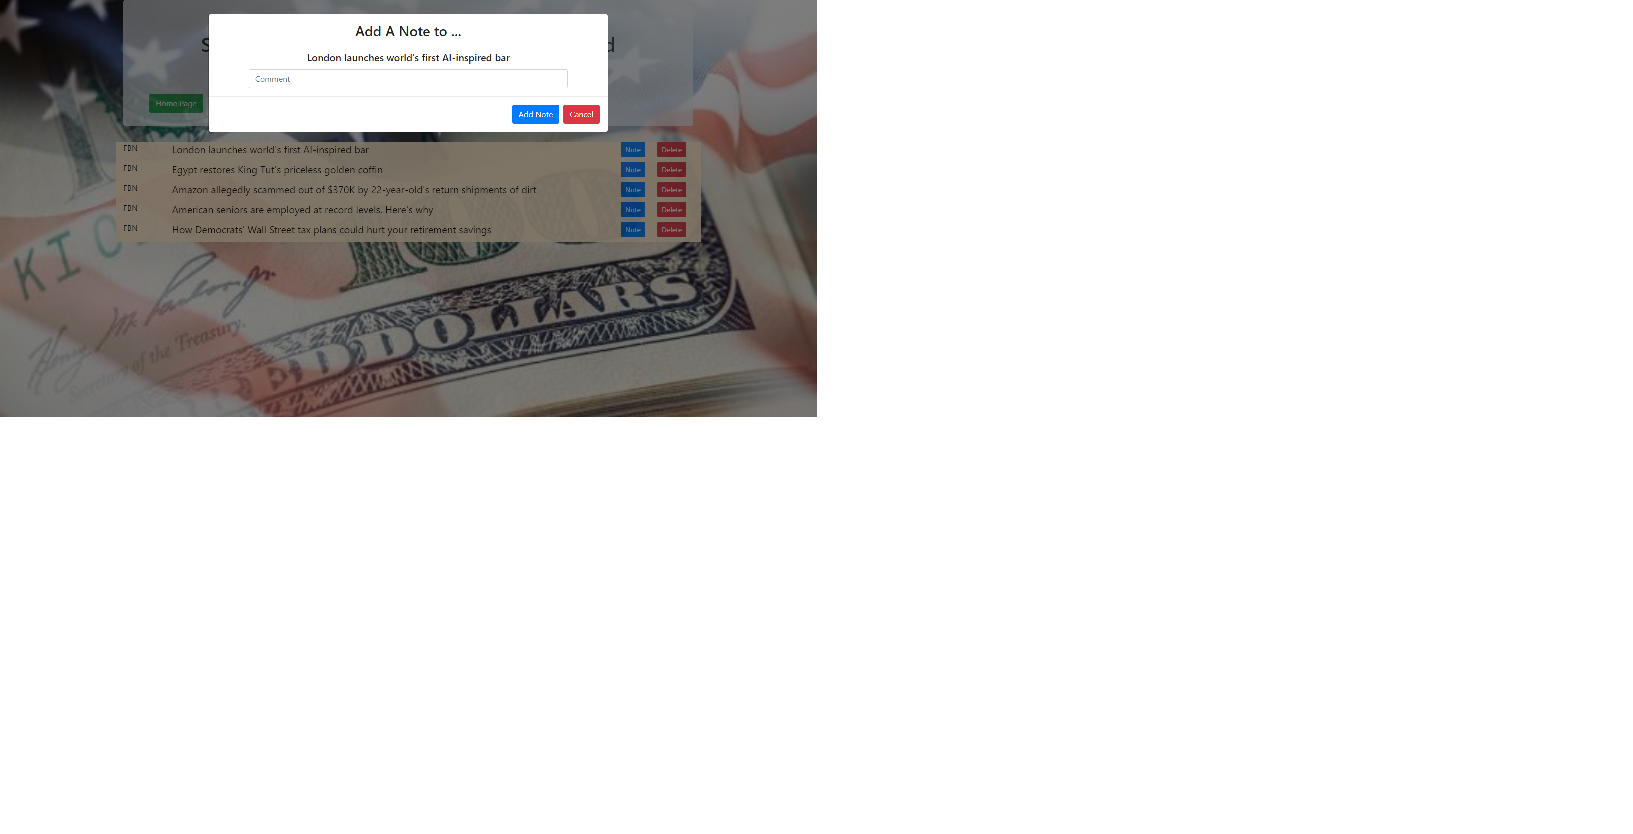 Add A Note to ...
London launches world's first AI-inspired bar
Comment
Add Note Cancel
Home Page
FBN London launches world's first AI-inspired bar Note Delete
FBN Egypt restores King Tut's priceless golden coffin Note Delete
FBN Amazon allegedly scammed out of $370K by 22-year-old's return shipments of dirt Note Delete
FBN American seniors are employed at record levels. Here's why Note Delete
FBN How Democrats' Wall Street tax plans could hurt your retirement savings Note Delete
100
Secretary of the Treasury.
DOLLARS